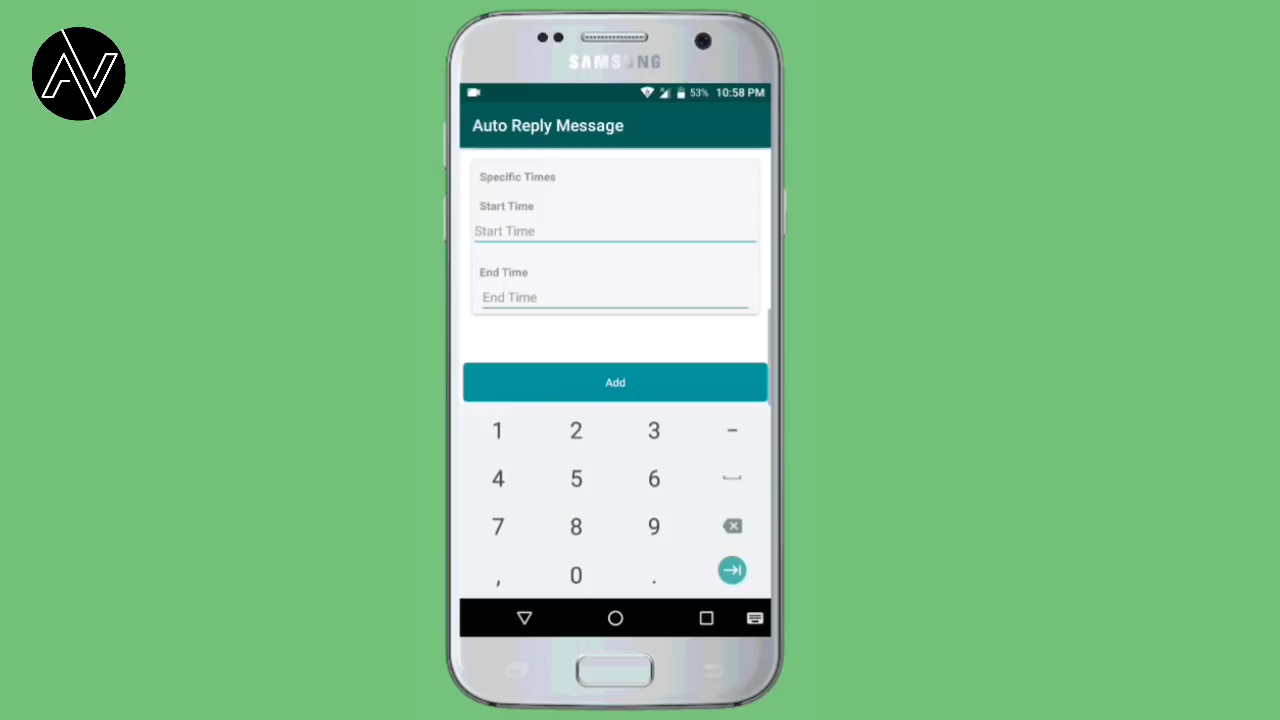 AV
SAMSUNG
53% 10:58 PM
Auto Reply Message
Specific Times
Start Time
Start Time
End Time
End Time
Add
1 2 3 -
4 5 6
7 8 9
, 0 .